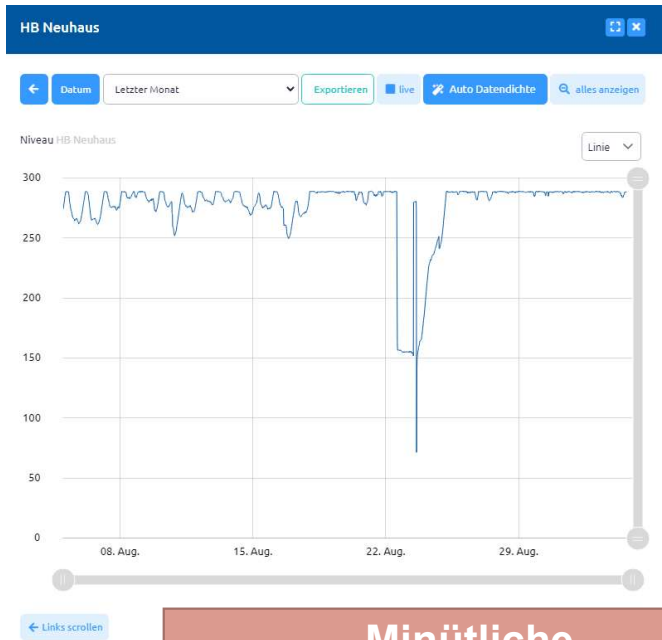 HB Neuhaus
Datum Letzter Monat Exportieren live Auto Datendichte alles anzeigen
Niveau HB Neuhaus
Linie
300
250
200
150
100
50
0
08. Aug. 15. Aug. 22. Aug. 29. Aug.
Links scrollen
Minütliche